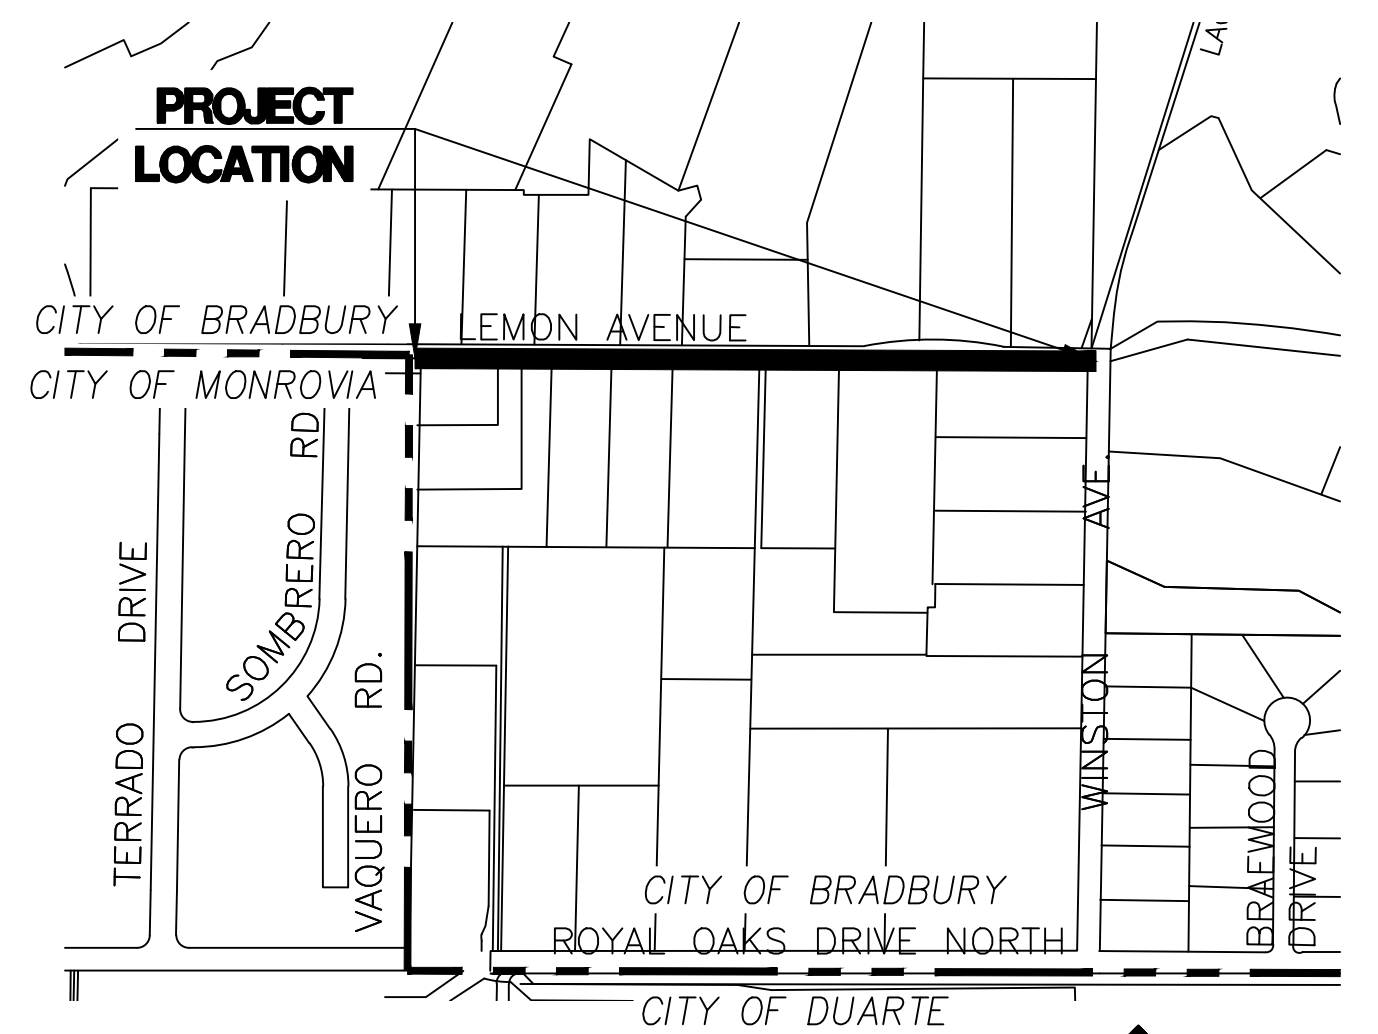 LAS
PROJECT
LOCATION
CITY OF BRADBURY
LEMON AVENUE
CITY OF MONROVIA
SOMBRERO RD
TERRADO DRIVE
VAQUERO RD.
WINSTON AVE.
BRAEWOOD
DRIVE
CITY OF BRADBURY
ROYAL OAKS DRIVE NORTH
CITY OF DUARTE